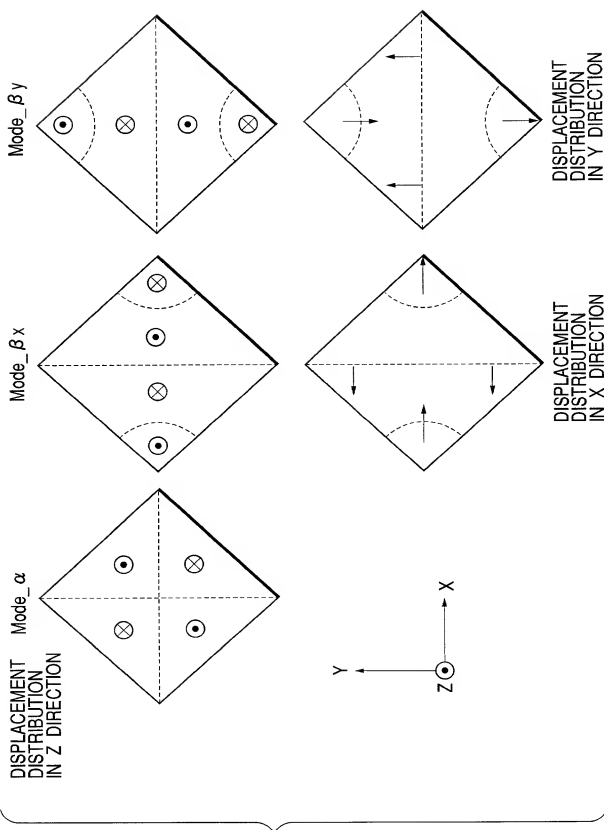 DISPLACEMENT
DISTRIBUTION
IN Z DIRECTION
Mode_α
Mode_βx
Mode_βy
Y
Z
X
DISPLACEMENT
DISTRIBUTION
IN X DIRECTION
DISPLACEMENT
DISTRIBUTION
IN Y DIRECTION